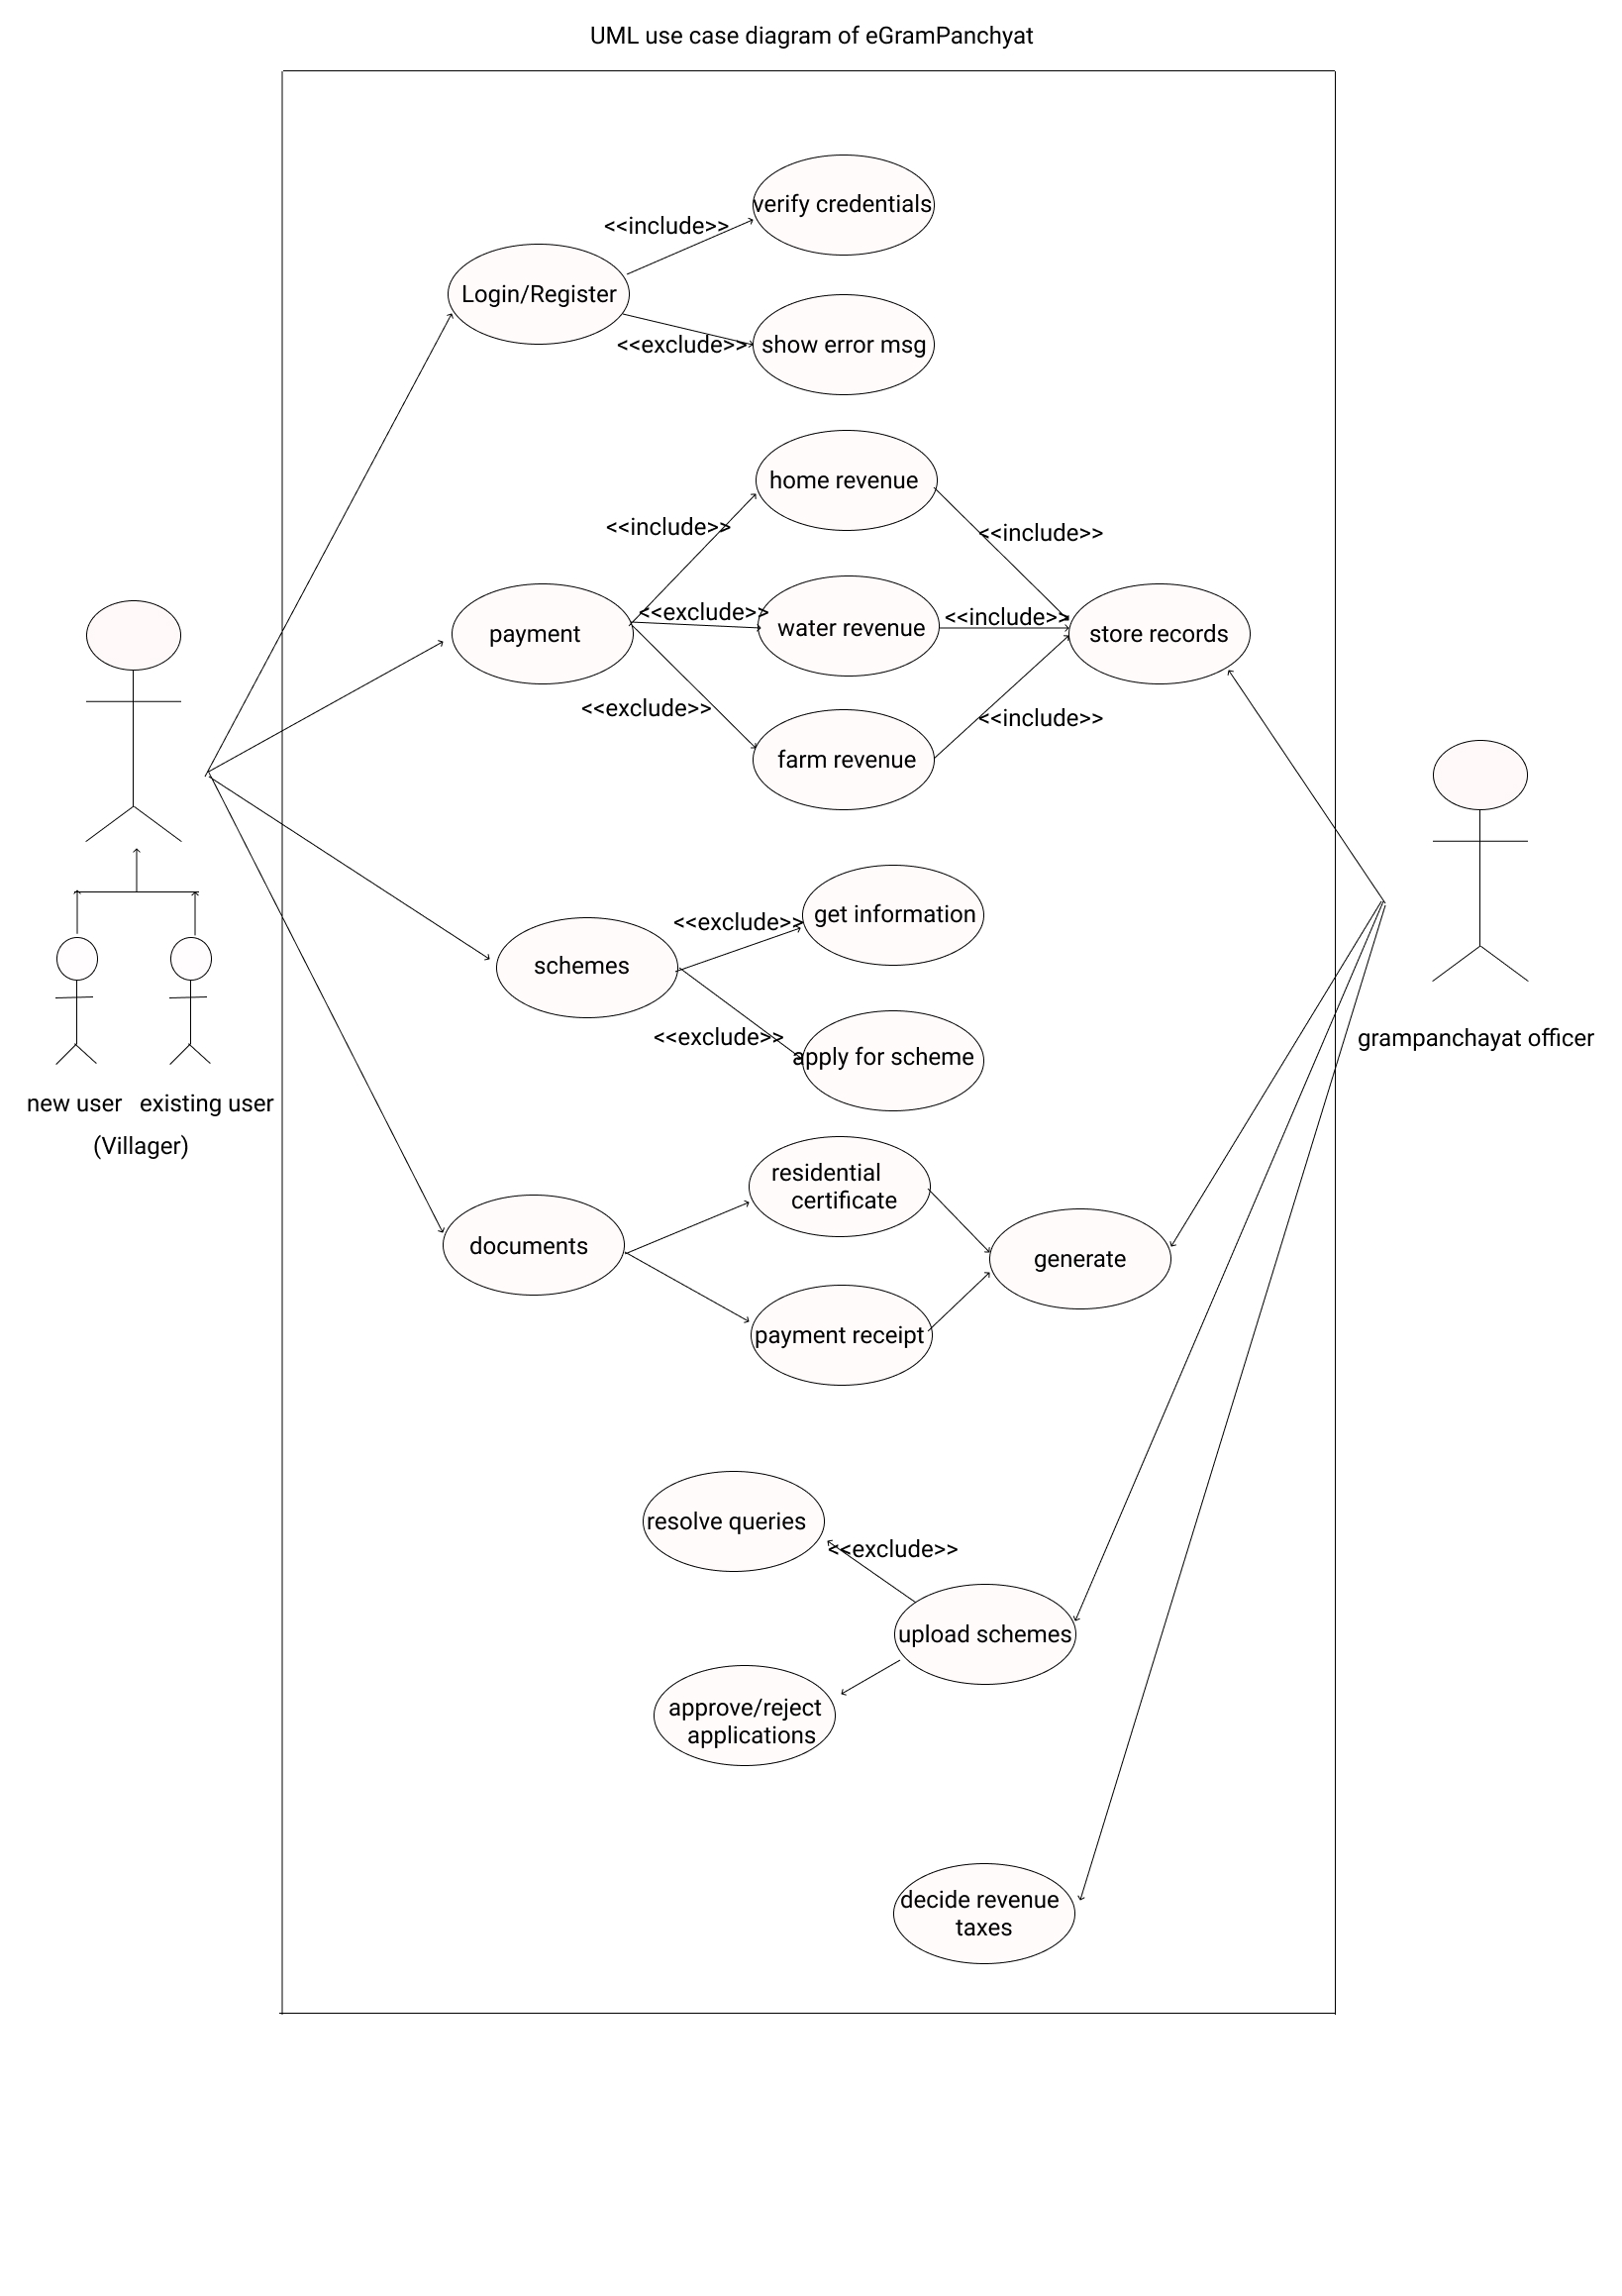 UML use case diagram of eGramPanchyat
verify credentials
<<include>>
Login/Register
<<exclude>>
show error msg
home revenue
<<include>>
<<include>>
<<exclude>>
<<include>>
payment
water revenue
store records
<<exclude>>
<<include>>
farm revenue
<<exclude>>
get information
schemes
<<exclude>>
apply for scheme
grampanchayat officer
new user
existing user
(Villager)
residential
certificate
documents
generate
payment receipt
resolve queries
<<exclude>>
upload schemes
approve/reject
applications
decide revenue
taxes